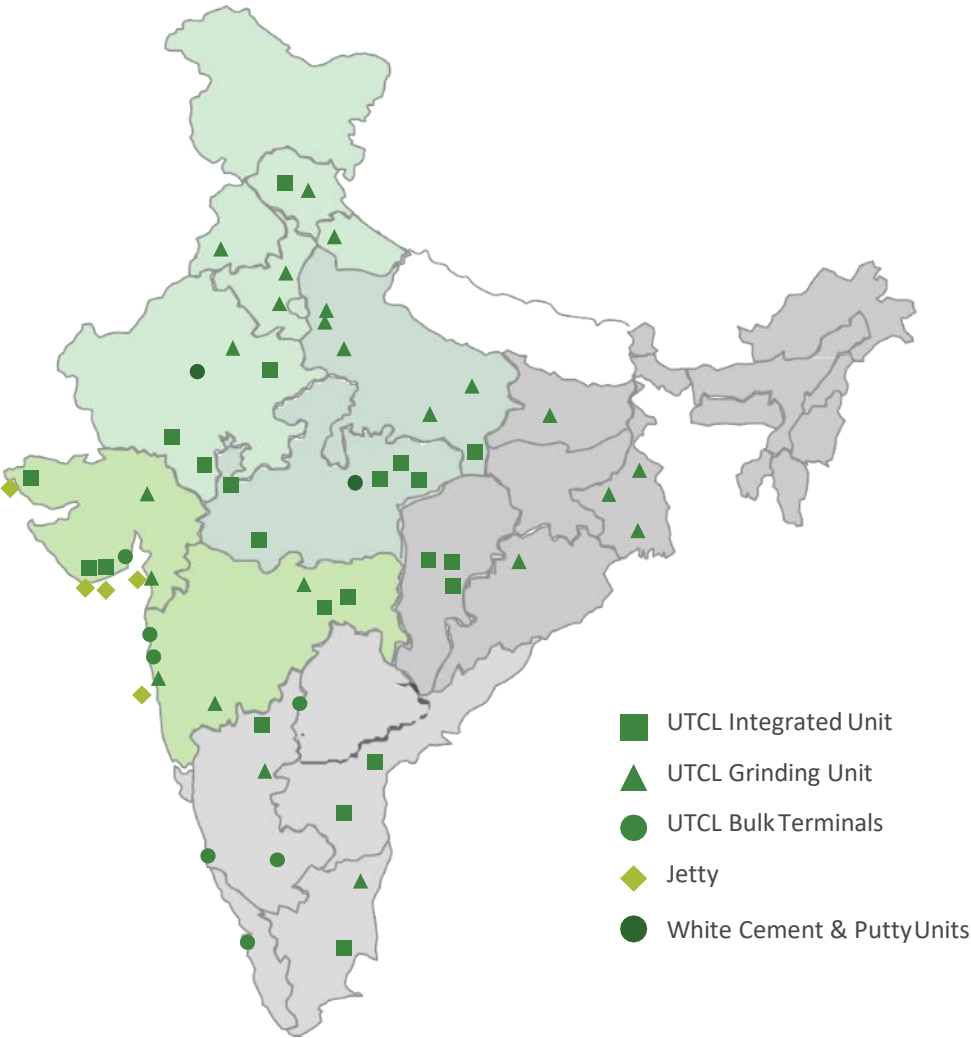 UTCL Integrated Unit
UTCL Grinding Unit
UTCL Bulk Terminals
Jetty
White Cement & Putty Units